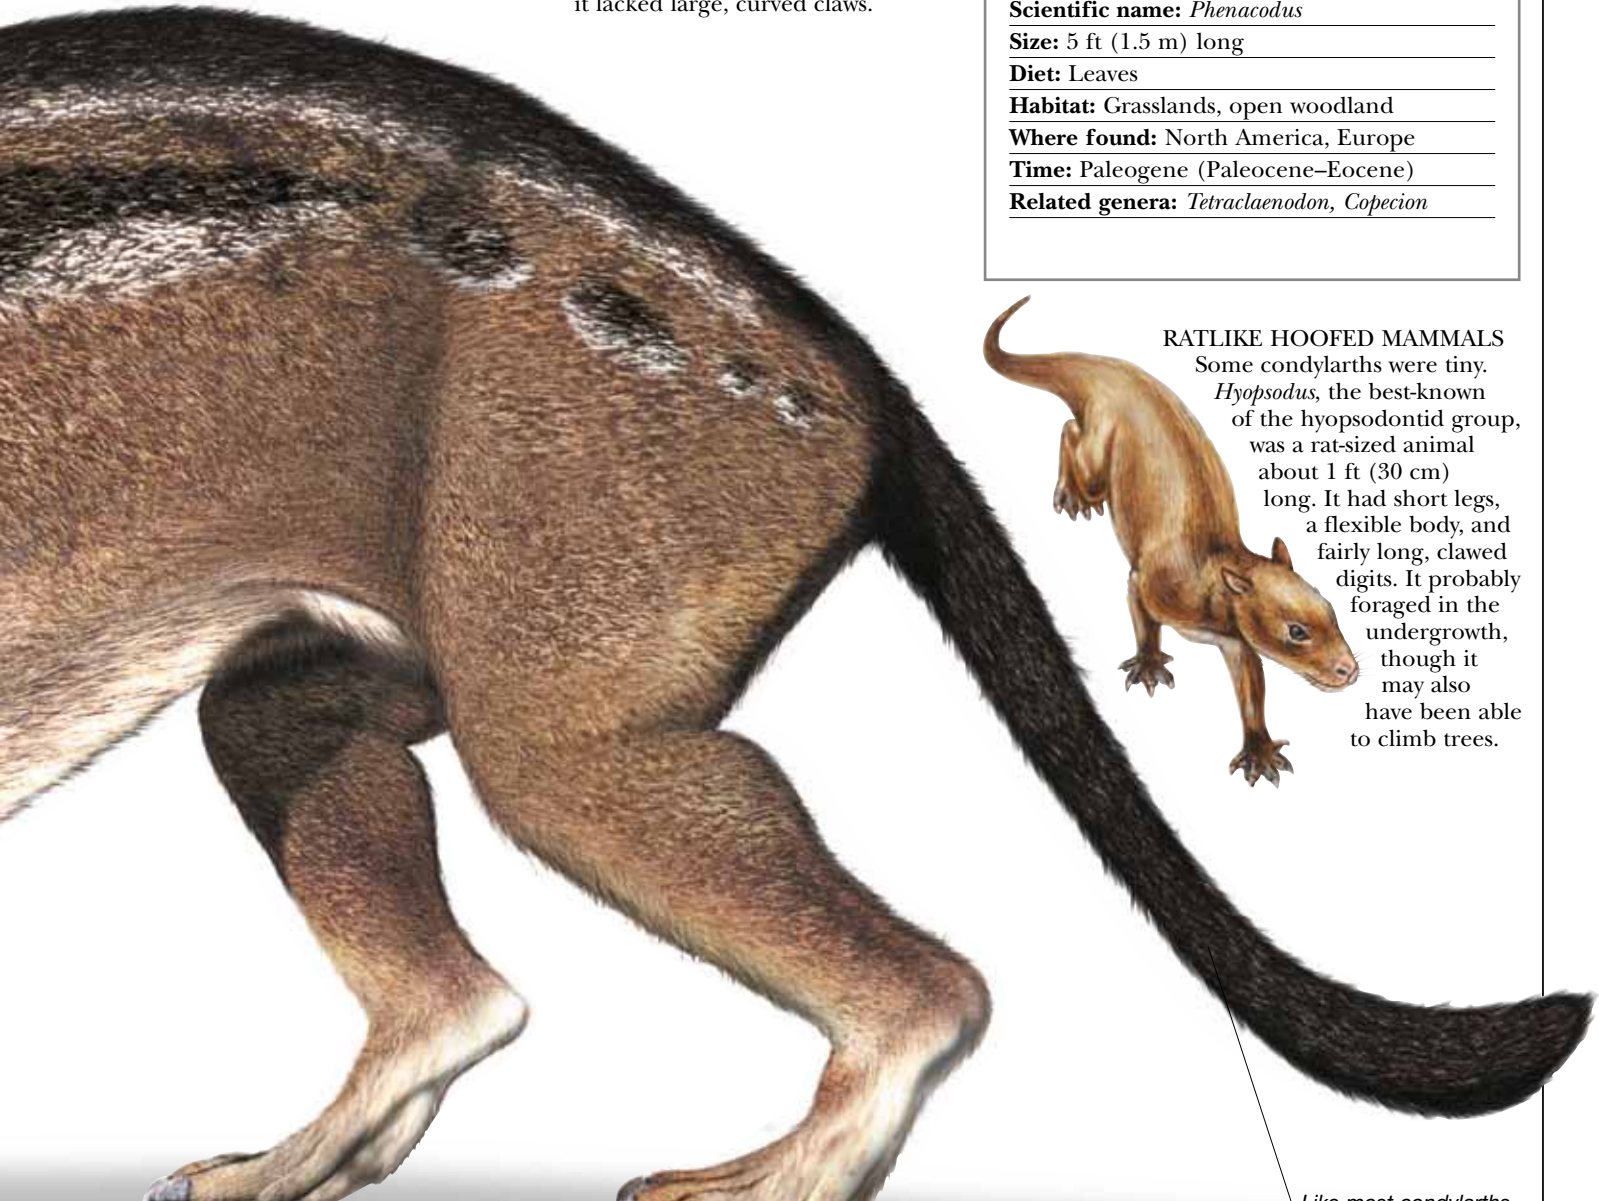 it lacked large, curved claws.
Scientific name: Phenacodus
Size: 5 ft (1.5 m) long
Diet: Leaves
Habitat: Grasslands, open woodland
Where found: North America, Europe
Time: Paleogene (Paleocene–Eocene)
Related genera: Tetraclaenodon, Copecion
RATLIKE HOOFED MAMMALS
Some condylarths were tiny.
Hyopsodus, the best-known
of the hyopsodontid group,
was a rat-sized animal
about 1 ft (30 cm)
long. It had short legs,
a flexible body, and
fairly long, clawed
digits. It probably
foraged in the
undergrowth,
though it
may also
have been able
to climb trees.
Like most condylarths,